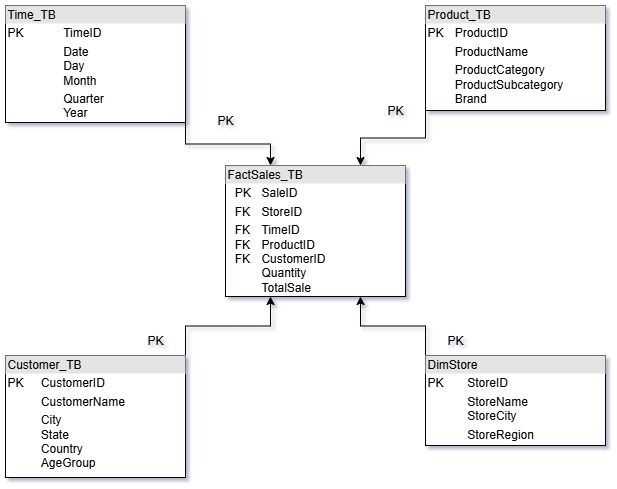 Time_TB
PK TimeID
Date
Day
Month
Quarter
Year
Product_TB
PK ProductID
ProductName
ProductCategory
ProductSubcategory
Brand
PK
PK
FactSales_TB
PK SaleID
FK StoreID
FK TimeID
FK ProductID
FK CustomerID
Quantity
TotalSale
PK
PK
Customer_TB
PK CustomerID
CustomerName
City
State
Country
AgeGroup
DimStore
PK StoreID
StoreName
StoreCity
StoreRegion